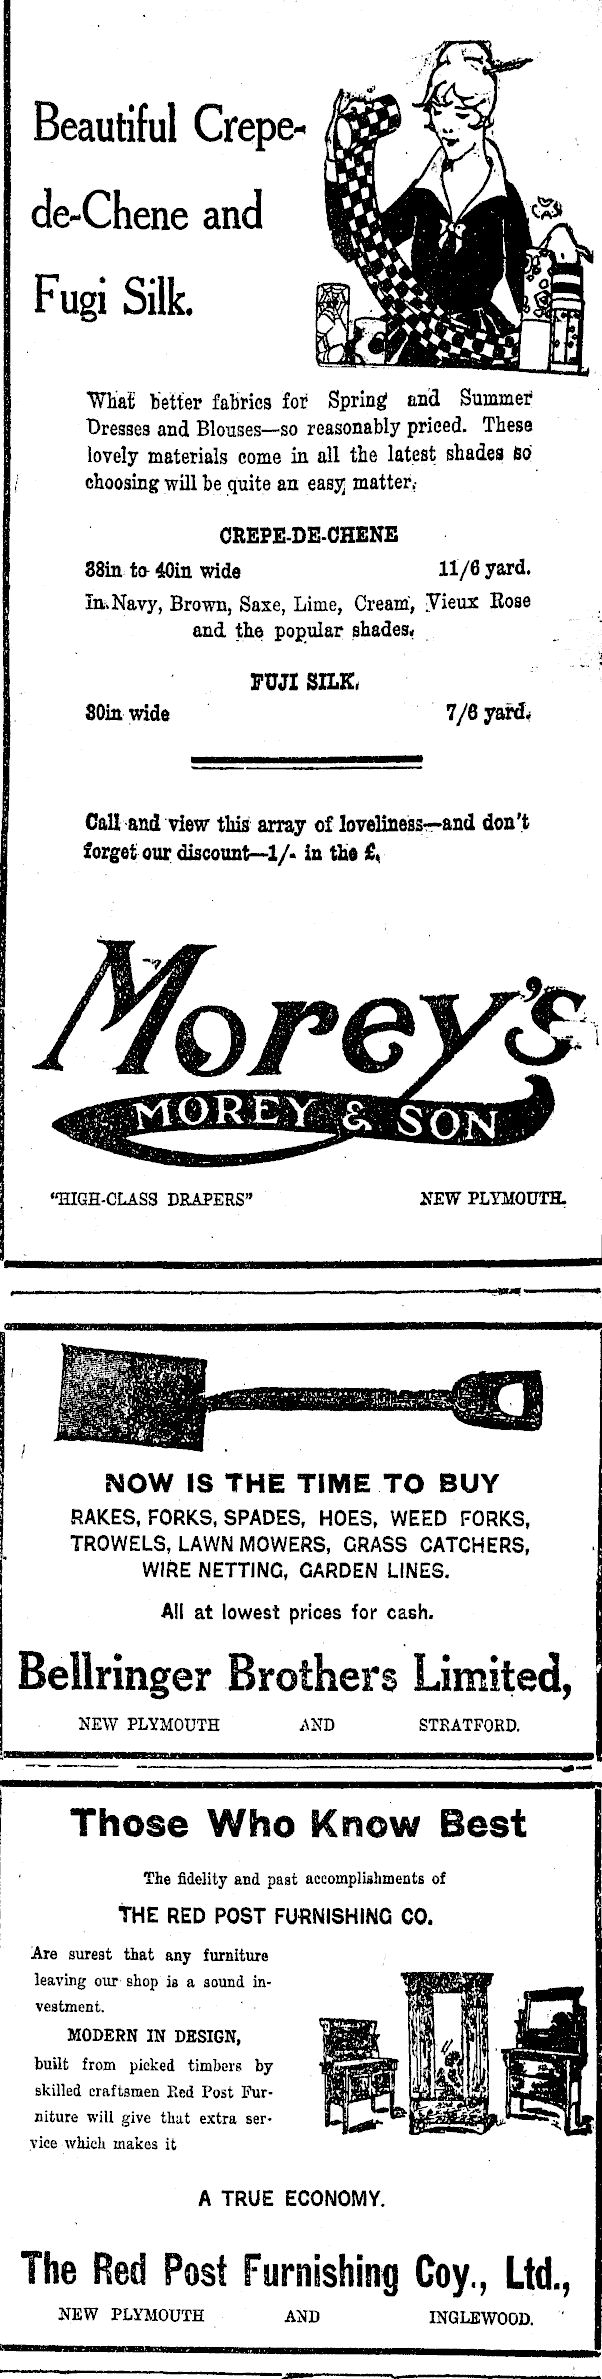 Beautiful Crepe-
de-Chene and
Fugi Silk.
What better fabrics for Spring and Summer
Dresses and Blouses—so reasonably priced. These
lovely materials come in all the latest shades so
choosing will be quite an easy matter.
CREPE-DE-CHENE
38in to 40in wide 11/6 yard.
In Navy, Brown, Saxe, Lime, Cream, Vieux Rose
and the popular shades.
FUJI SILK.
30in wide 7/6 yard.
Call and view this array of loveliness—and don't
forget our discount—1/- in the £.
Morey's
MOREY & SON
"HIGH-CLASS DRAPERS" NEW PLYMOUTH.
NOW IS THE TIME TO BUY
RAKES, FORKS, SPADES, HOES, WEED FORKS,
TROWELS, LAWN MOWERS, GRASS CATCHERS,
WIRE NETTING, GARDEN LINES.
All at lowest prices for cash.
Bellringer Brothers Limited,
NEW PLYMOUTH AND STRATFORD.
Those Who Know Best
The fidelity and past accomplishments of
THE RED POST FURNISHING CO.
Are surest that any furniture
leaving our shop is a sound in-
vestment.
MODERN IN DESIGN,
built from picked timbers by
skilled craftsmen Red Post Fur-
niture will give that extra ser-
vice which makes it
A TRUE ECONOMY.
The Red Post Furnishing Coy., Ltd.,
NEW PLYMOUTH AND INGLEWOOD.